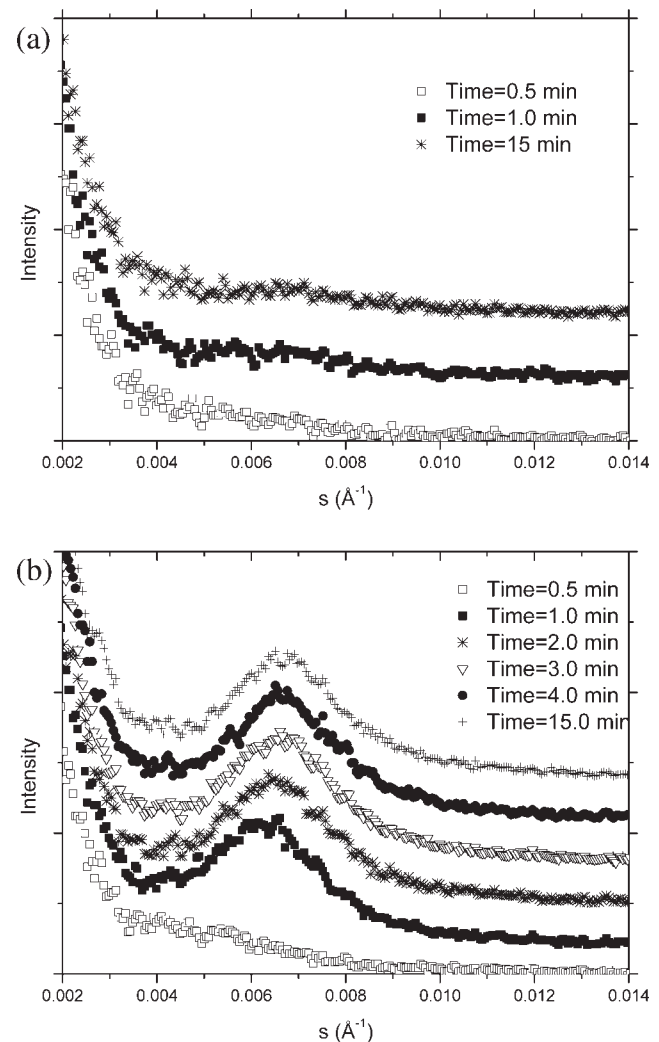 (a)
Time=0.5 min
Time=1.0 min
Time=15 min
Intensity
0.002 0.004 0.006 0.008 0.010 0.012 0.014
s (Å⁻¹)
(b)
Time=0.5 min
Time=1.0 min
Time=2.0 min
Time=3.0 min
Time=4.0 min
Time=15.0 min
Intensity
0.002 0.004 0.006 0.008 0.010 0.012 0.014
s (Å⁻¹)